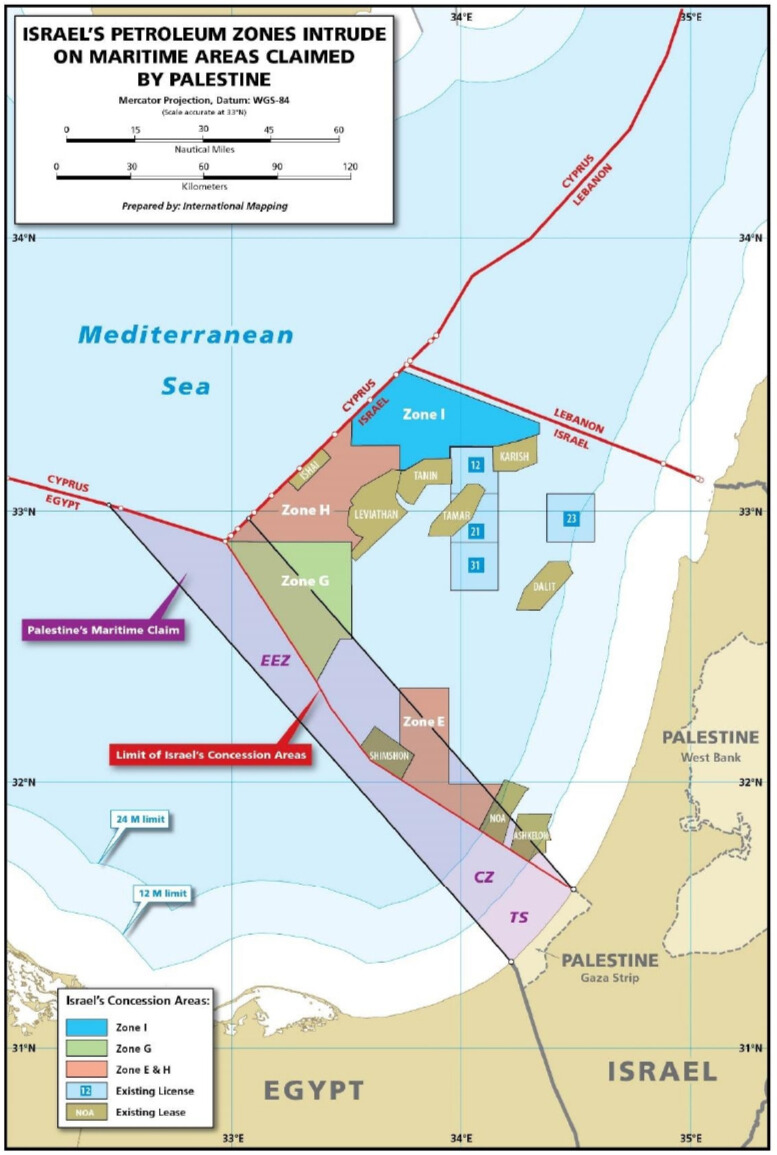 ISRAEL'S PETROLEUM ZONES INTRUDE
ON MARITIME AREAS CLAIMED
BY PALESTINE
Mercator Projection, Datum: WGS-84
(Scale accurate at 33°N)
0 15 30 45 60
Nautical Miles
0 30 60 90 120
Kilometers
Prepared by: International Mapping
34°E
35°E
CYPRUS
LEBANON
34°N
34°N
Mediterranean
Sea
CYPRUS
ISRAEL
Zone I
LEBANON
ISRAEL
KARISH
12
ISHAI
TANIN
CYPRUS
EGYPT
33°N
33°N
Zone H
LEVIATHAN
TAMAR
21
23
31
Zone G
DALIT
Palestine's Maritime Claim
EEZ
Zone E
Limit of Israel's Concession Areas
SHIMSHON
PALESTINE
West Bank
32°N
32°N
24 M limit
NOA
ASHKELON
12 M limit
CZ
TS
PALESTINE
Gaza Strip
Israel's Concession Areas:
Zone I
Zone G
Zone E & H
12 Existing License
NOA Existing Lease
31°N
31°N
EGYPT
ISRAEL
33°E
34°E
35°E